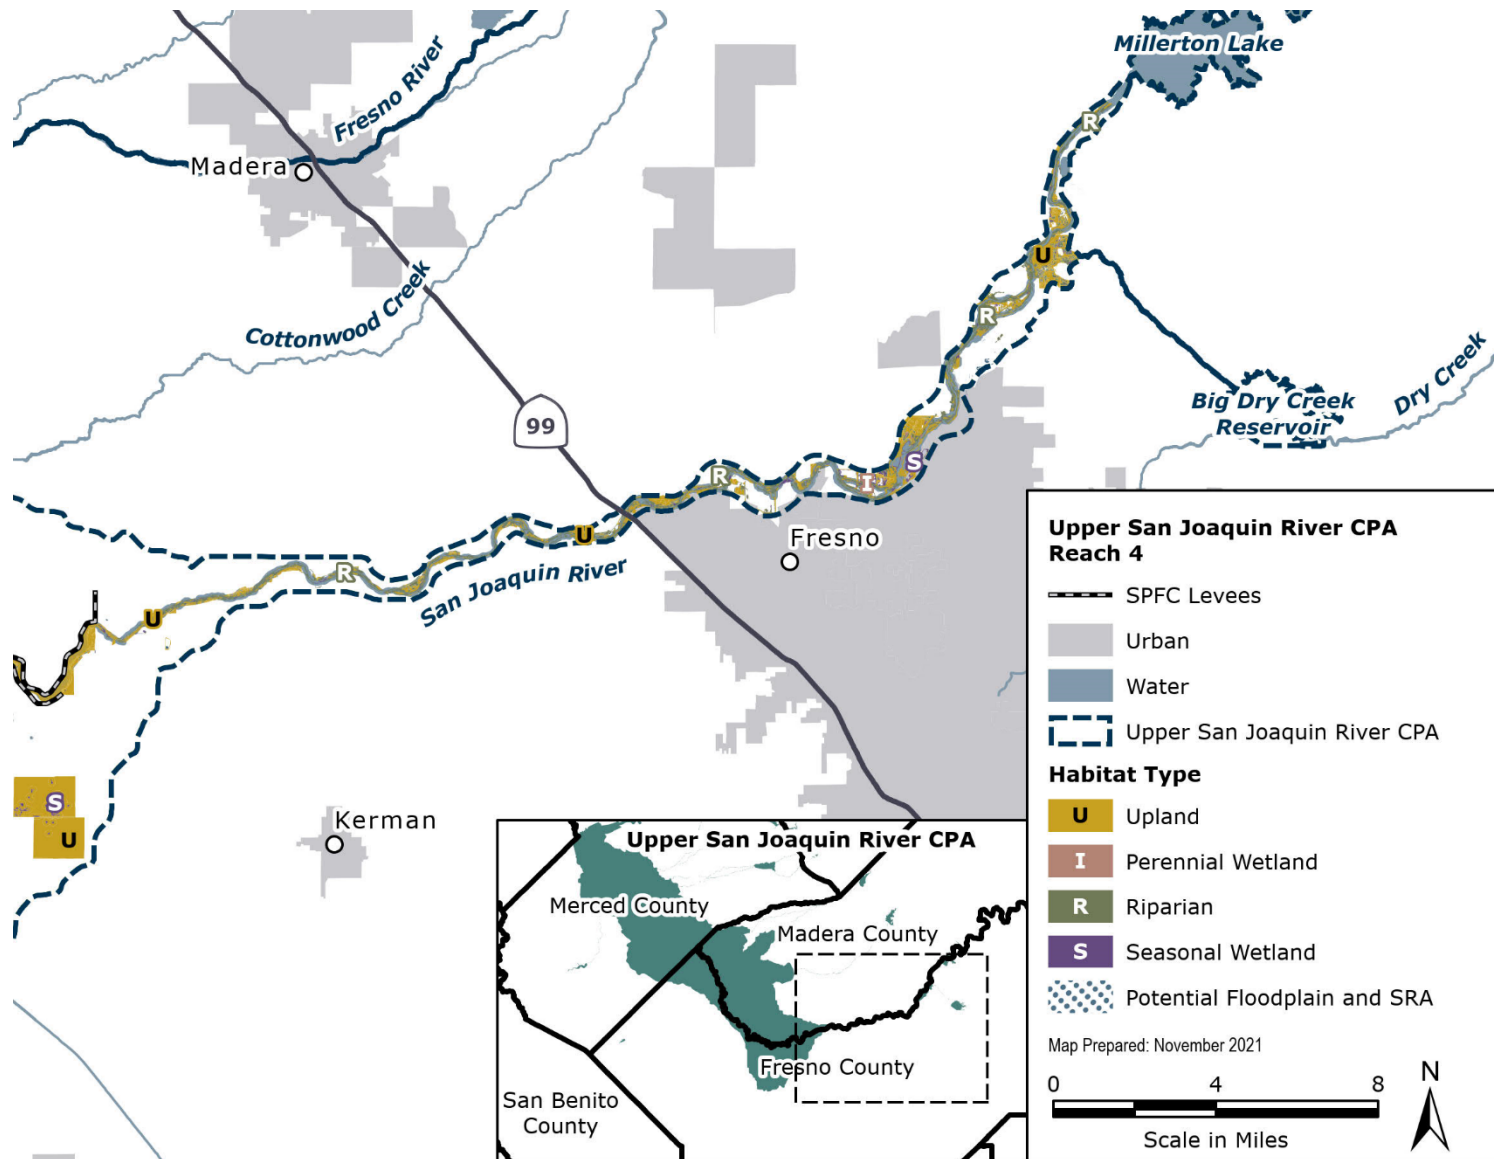 Millerton Lake
Fresno River
R
Madera
U
Cottonwood Creek
R
Dry Creek
Big Dry Creek
Reservoir
99
S
I
R
Fresno
U
San Joaquin River
R
U
S
U
Kerman
Upper San Joaquin River CPA
Reach 4
SPFC Levees
Urban
Water
Upper San Joaquin River CPA
Habitat Type
U Upland
I Perennial Wetland
R Riparian
S Seasonal Wetland
Potential Floodplain and SRA
Map Prepared: November 2021
0 4 8
Scale in Miles
N
Upper San Joaquin River CPA
Merced County
Madera County
Fresno County
San Benito
County